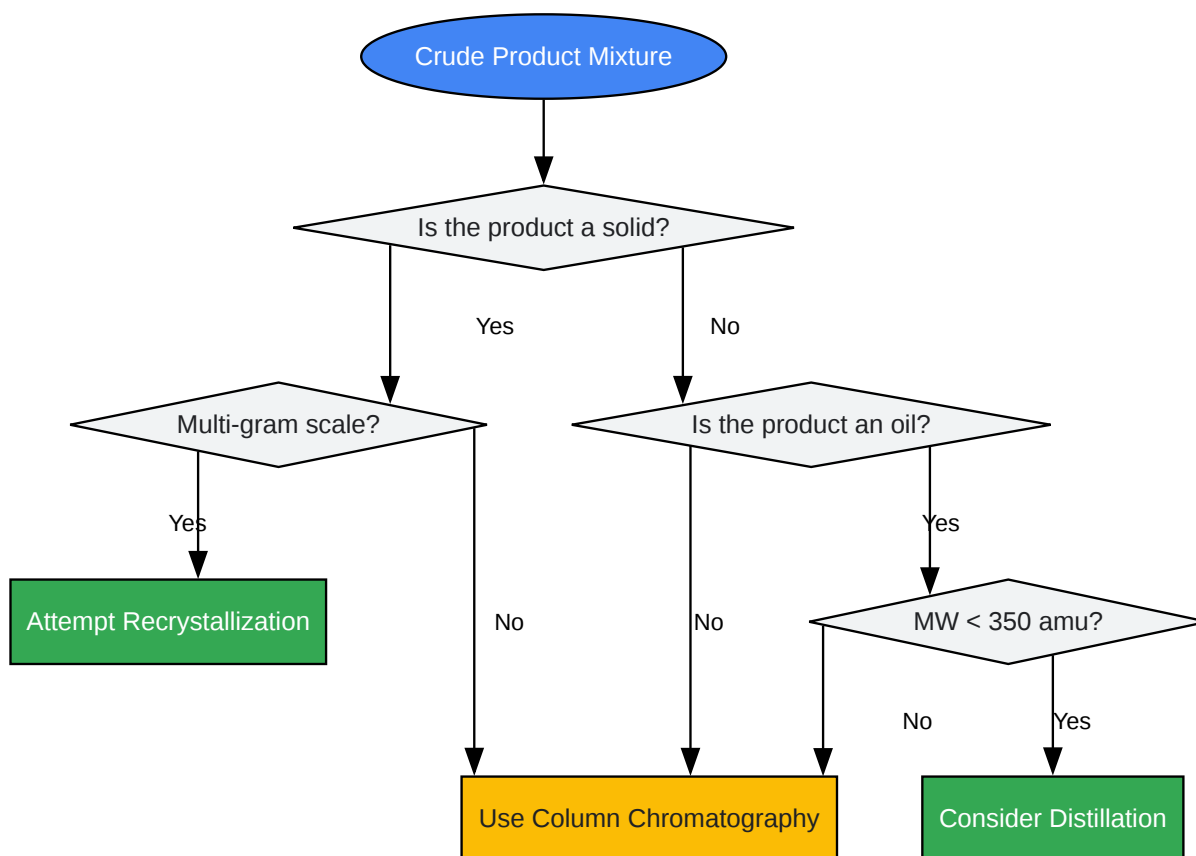 Crude Product Mixture
Is the product a solid?
Yes
No
Multi-gram scale?
Is the product an oil?
Yes
Yes
Attempt Recrystallization
No
No
MW < 350 amu?
No
Yes
Use Column Chromatography
Consider Distillation